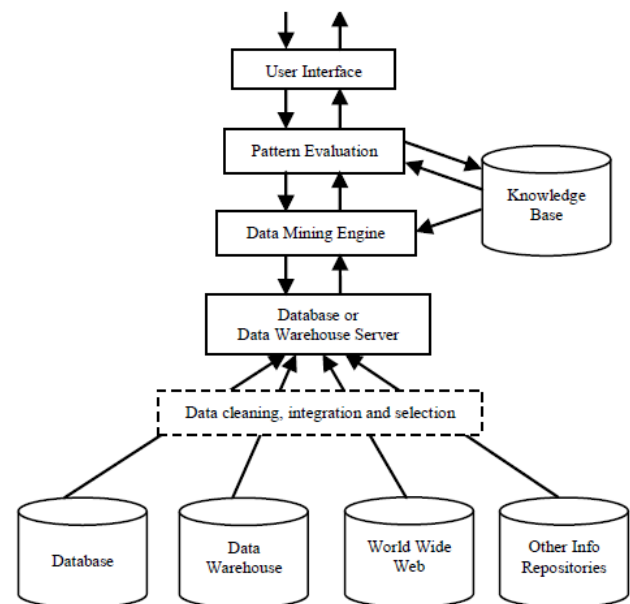 User Interface
Pattern Evaluation
Knowledge
Base
Data Mining Engine
Database or
Data Warehouse Server
Data cleaning, integration and selection
Database
Data
Warehouse
World Wide
Web
Other Info
Repositories